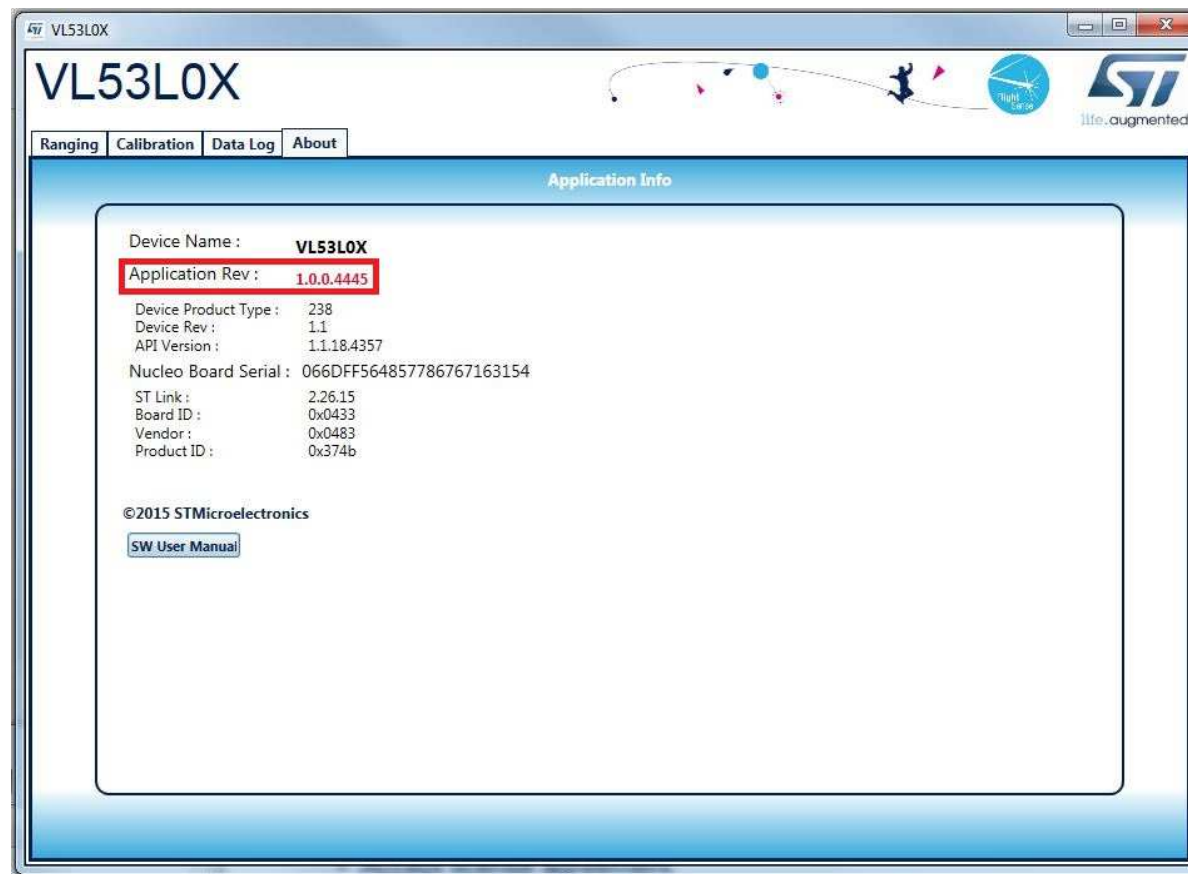 VL53L0X
VL53L0X
Flight Sense
life.augmented
Ranging Calibration Data Log About
Application Info
Device Name : VL53L0X
Application Rev : 1.0.0.4445
Device Product Type : 238
Device Rev : 1.1
API Version : 1.1.18.4357
Nucleo Board Serial : 066DFF564857786767163154
ST Link : 2.26.15
Board ID : 0x0433
Vendor : 0x0483
Product ID : 0x374b
©2015 STMicroelectronics
SW User Manual